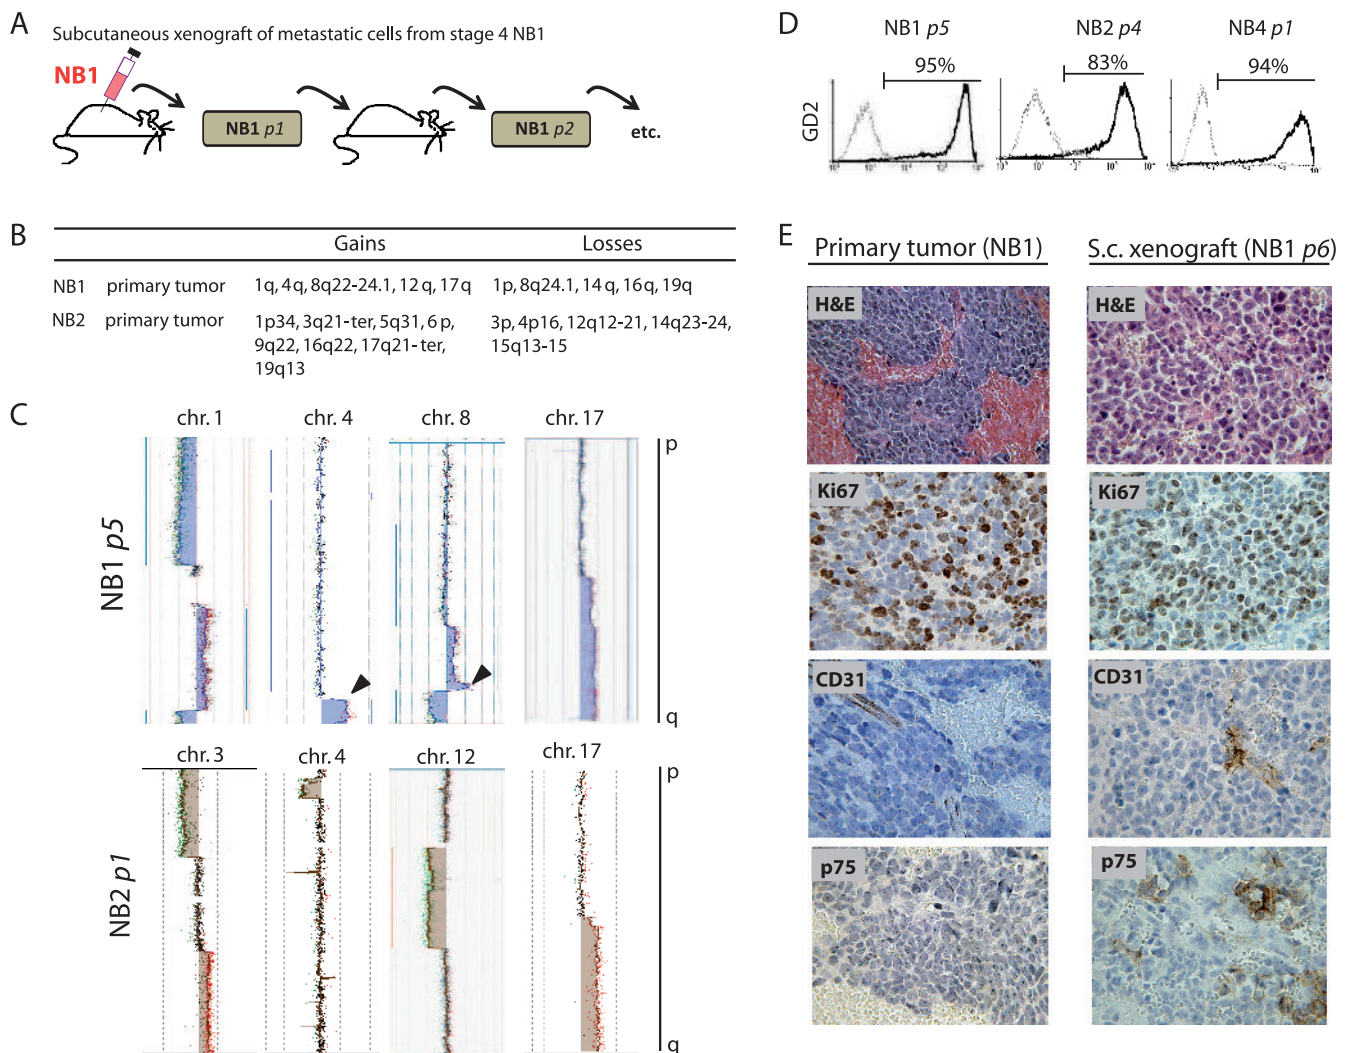 A
Subcutaneous xenograft of metastatic cells from stage 4 NB1
NB1
NB1 p1
NB1 p2
etc.
B
Gains Losses
NB1 primary tumor 1q, 4q, 8q22-24.1, 12q, 17q 1p, 8q24.1, 14q, 16q, 19q
NB2 primary tumor 1p34, 3q21-ter, 5q31, 6p, 3p, 4p16, 12q12-21, 14q23-24,
9q22, 16q22, 17q21-ter, 15q13-15
19q13
C
chr. 1 chr. 4 chr. 8 chr. 17
NB1 p5
p
q
chr. 3 chr. 4 chr. 12 chr. 17
NB2 p1
p
q
D
NB1 p5 NB2 p4 NB4 p1
95% 83% 94%
GD2
E
Primary tumor (NB1) S.c. xenograft (NB1 p6)
H&E H&E
Ki67 Ki67
CD31 CD31
p75 p75